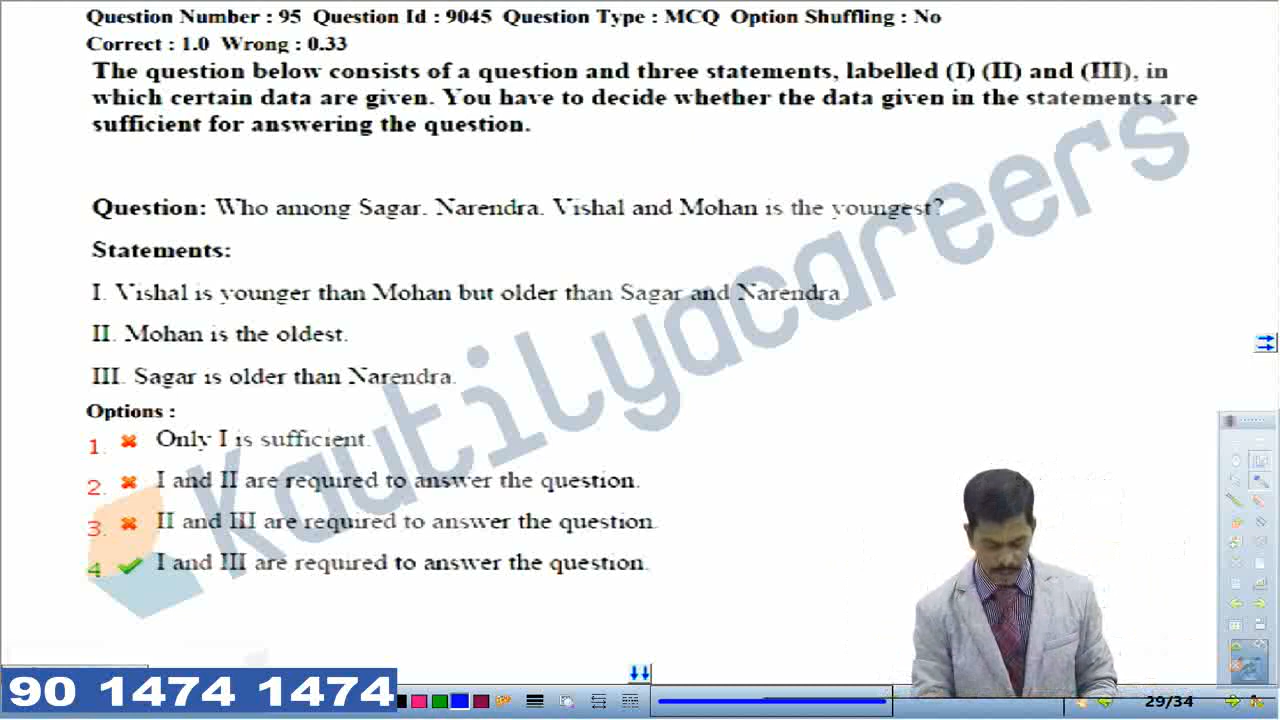 Question Number : 95 Question Id : 9045 Question Type : MCQ Option Shuffling : No
Correct : 1.0 Wrong : 0.33
The question below consists of a question and three statements, labelled (I) (II) and (III), in
which certain data are given. You have to decide whether the data given in the statements are
sufficient for answering the question.
Question: Who among Sagar. Narendra. Vishal and Mohan is the youngest?
Statements:
I. Vishal is younger than Mohan but older than Sagar and Narendra
II. Mohan is the oldest.
III. Sagar is older than Narendra.
Options :
1. Only I is sufficient.
2. I and II are required to answer the question.
3. II and III are required to answer the question.
4. I and III are required to answer the question.
Kautilyacareers
90 1474 1474
29/34